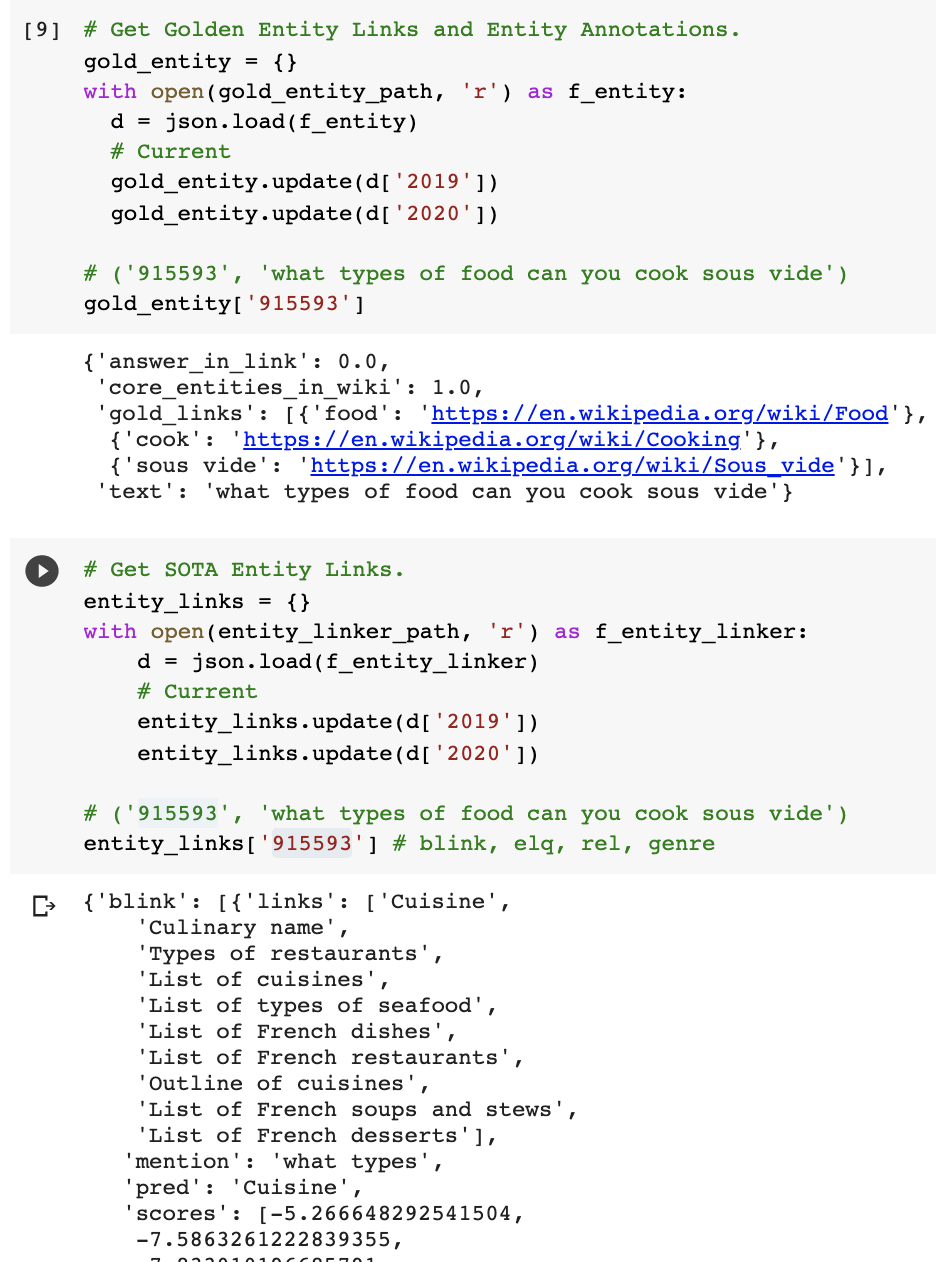 [9] # Get Golden Entity Links and Entity Annotations.
gold_entity = {}
with open(gold_entity_path, 'r') as f_entity:
  d = json.load(f_entity)
  # Current
  gold_entity.update(d['2019'])
  gold_entity.update(d['2020'])
# ('915593', 'what types of food can you cook sous vide')
gold_entity['915593']
{'answer_in_link': 0.0,
 'core_entities_in_wiki': 1.0,
 'gold_links': [{'food': 'https://en.wikipedia.org/wiki/Food'},
  {'cook': 'https://en.wikipedia.org/wiki/Cooking'},
  {'sous vide': 'https://en.wikipedia.org/wiki/Sous_vide'}],
 'text': 'what types of food can you cook sous vide'}
# Get SOTA Entity Links.
entity_links = {}
with open(entity_linker_path, 'r') as f_entity_linker:
    d = json.load(f_entity_linker)
    # Current
    entity_links.update(d['2019'])
    entity_links.update(d['2020'])
# ('915593', 'what types of food can you cook sous vide')
entity_links['915593'] # blink, elq, rel, genre
{'blink': [{'links': ['Cuisine',
    'Culinary name',
    'Types of restaurants',
    'List of cuisines',
    'List of types of seafood',
    'List of French dishes',
    'List of French restaurants',
    'Outline of cuisines',
    'List of French soups and stews',
    'List of French desserts'],
   'mention': 'what types',
   'pred': 'Cuisine',
   'scores': [-5.266648292541504,
    -7.5863261222839355,